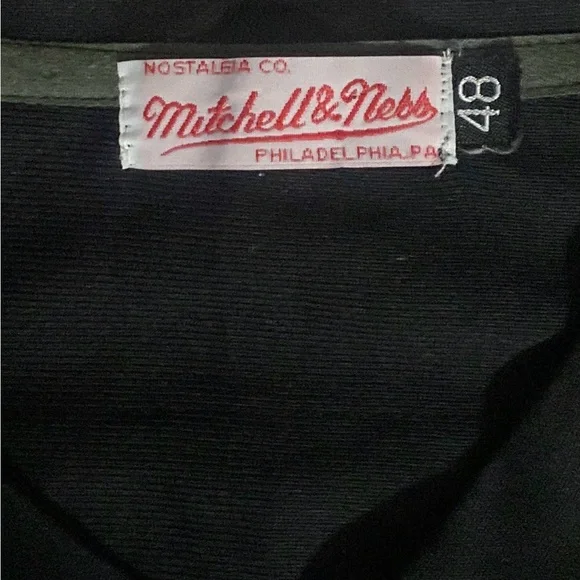 NOSTALGIA CO.
Mitchell & Ness
PHILADELPHIA, PA
48